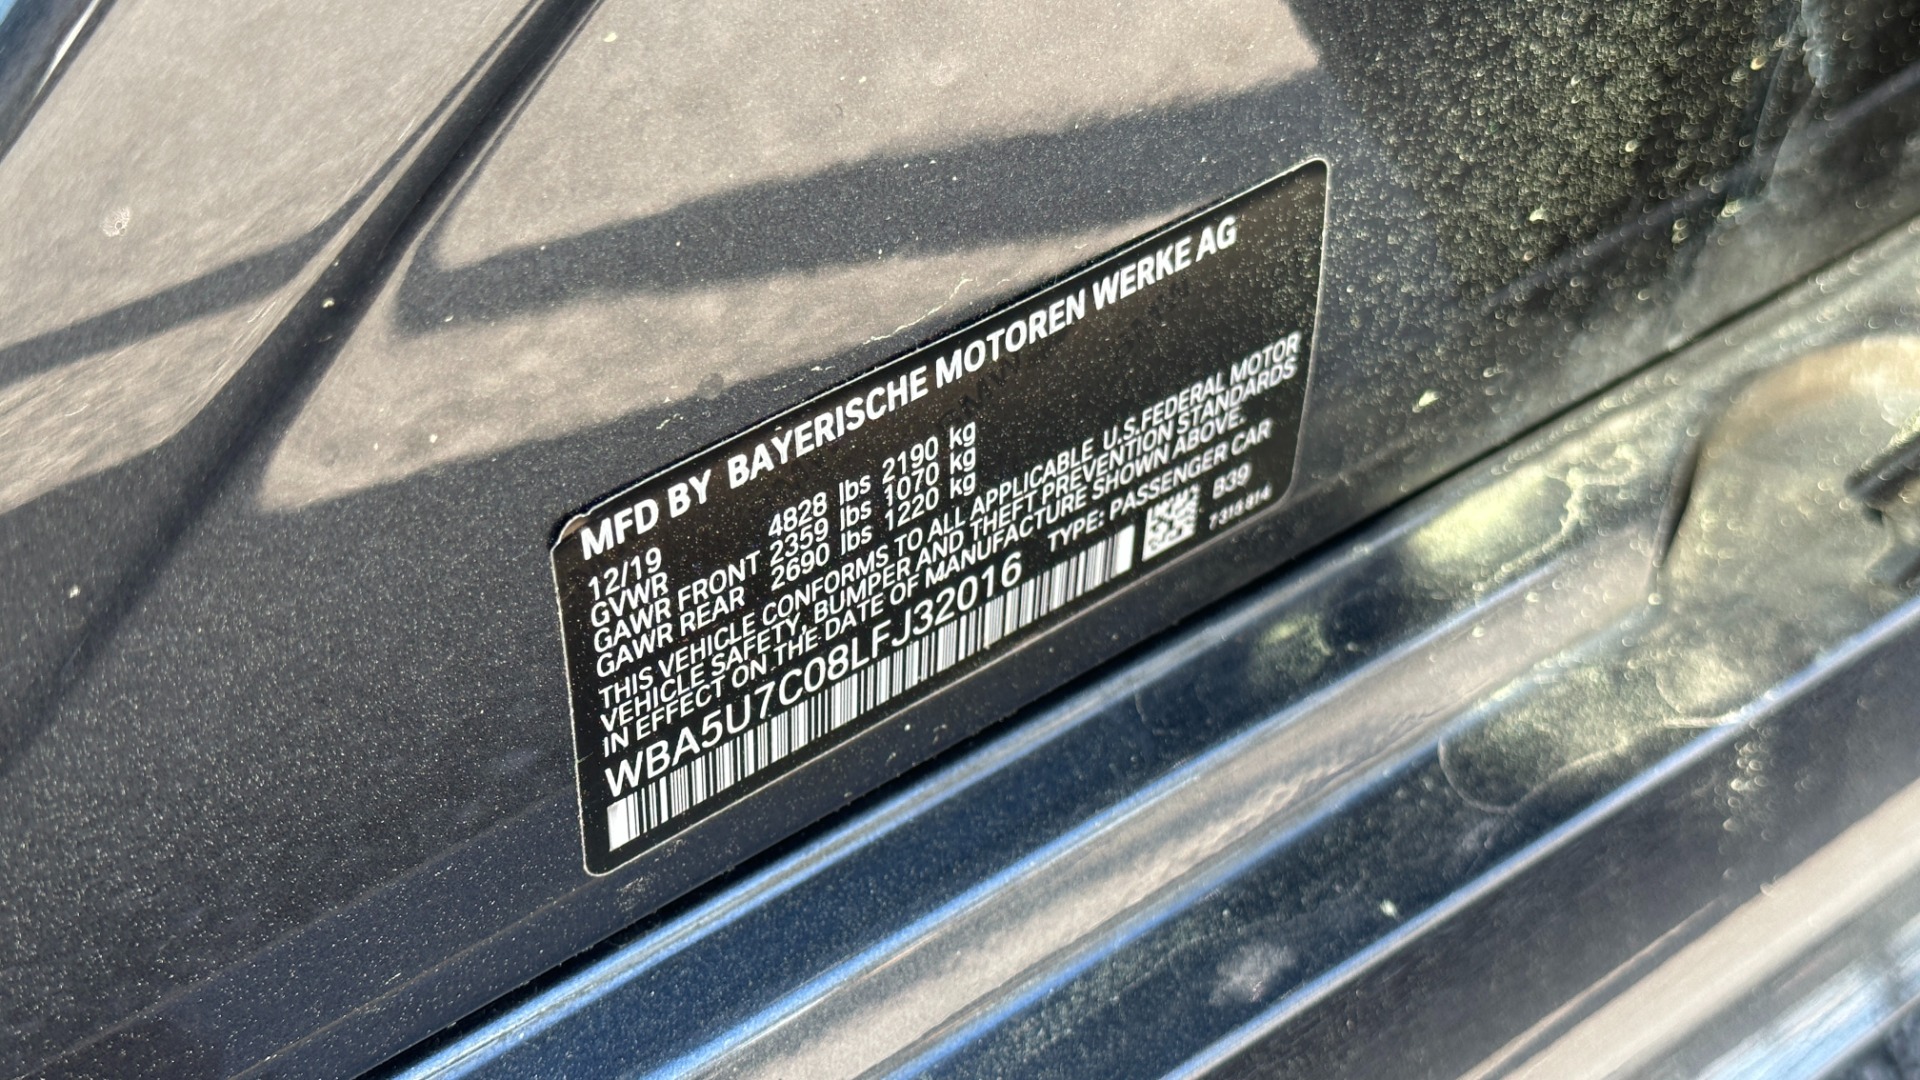 MFD BY BAYERISCHE MOTOREN WERKE AG
12/19
GVWR 4828 lbs 2190 kg
GAWR FRONT 2359 lbs 1070 kg
GAWR REAR 2690 lbs 1220 kg
THIS VEHICLE CONFORMS TO ALL APPLICABLE U.S.FEDERAL MOTOR
VEHICLE SAFETY, BUMPER AND THEFT PREVENTION STANDARDS
IN EFFECT ON THE DATE OF MANUFACTURE SHOWN ABOVE.
WBA5U7C08LFJ32016 TYPE: PASSENGER CAR
B39
7318814